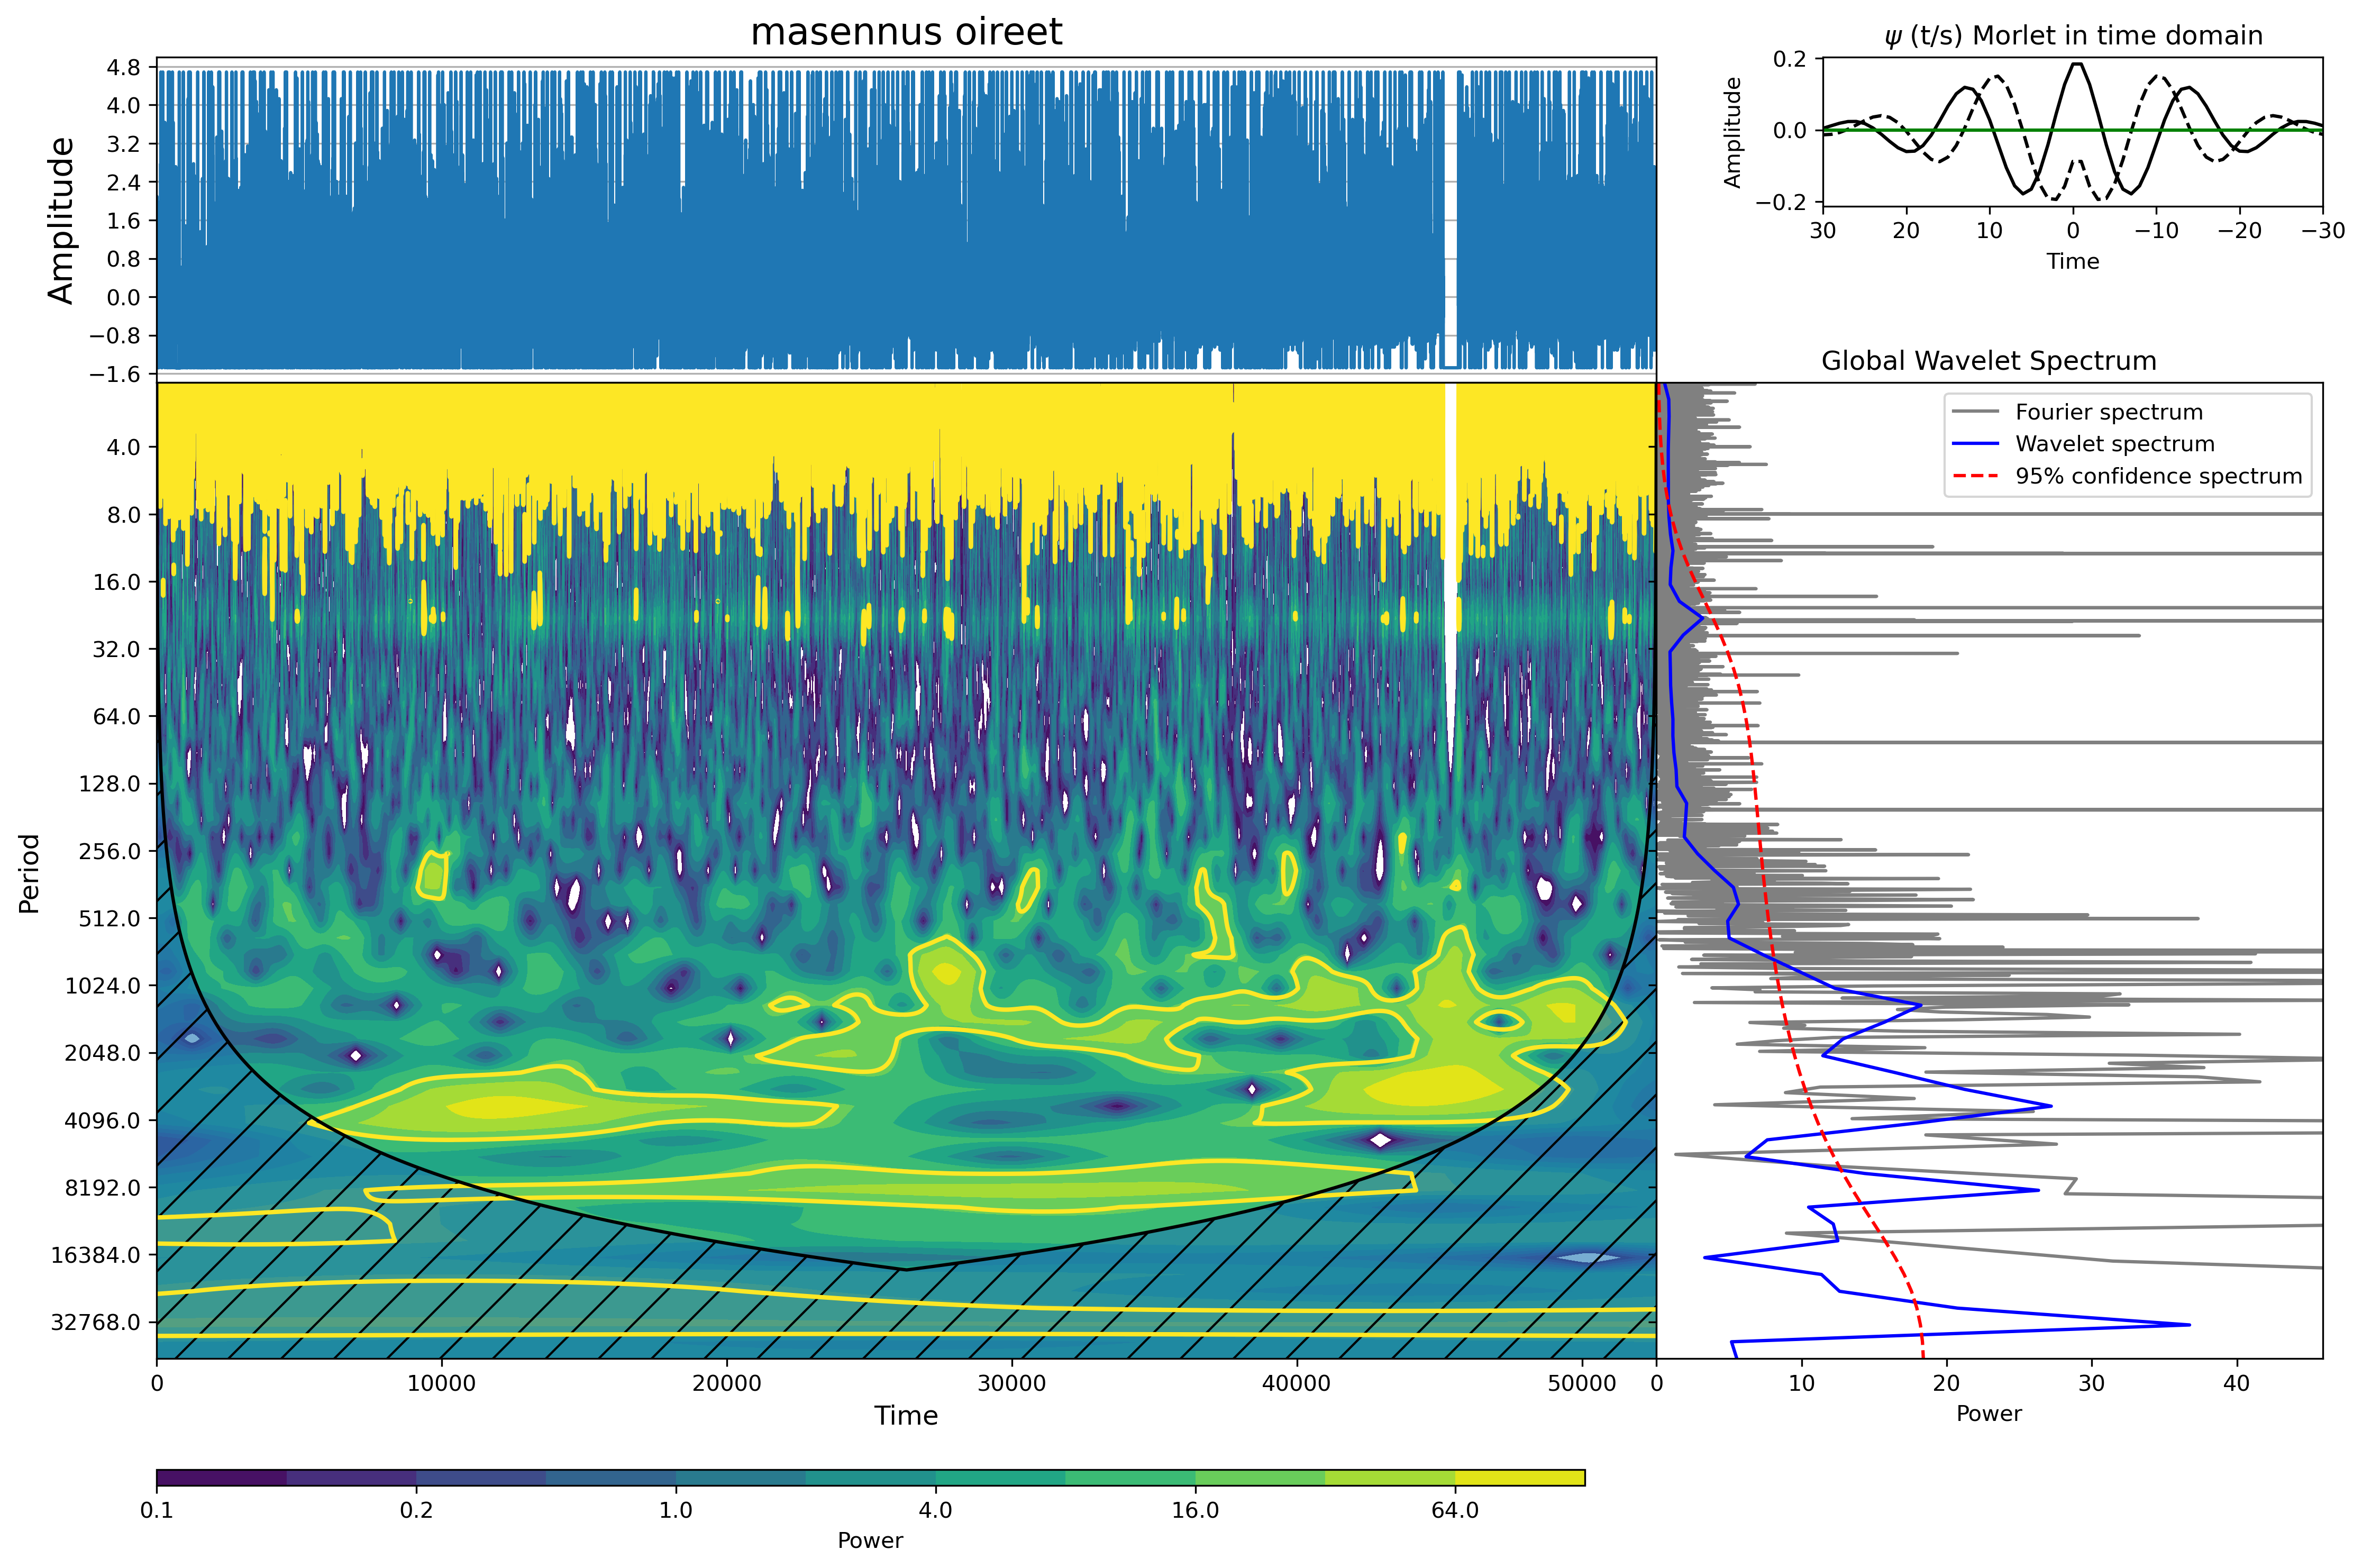 masennus oireet
4.8
4.0
3.2
2.4
1.6
0.8
0.0
−0.8
−1.6
Amplitude
ψ (t/s) Morlet in time domain
0.2
0.0
−0.2
Amplitude
30 20 10 0 −10 −20 −30
Time
Global Wavelet Spectrum
Fourier spectrum
Wavelet spectrum
95% confidence spectrum
4.0
8.0
16.0
32.0
64.0
128.0
256.0
512.0
1024.0
2048.0
4096.0
8192.0
16384.0
32768.0
Period
0 10000 20000 30000 40000 50000
Time
0 10 20 30 40
Power
0.1 0.2 1.0 4.0 16.0 64.0
Power